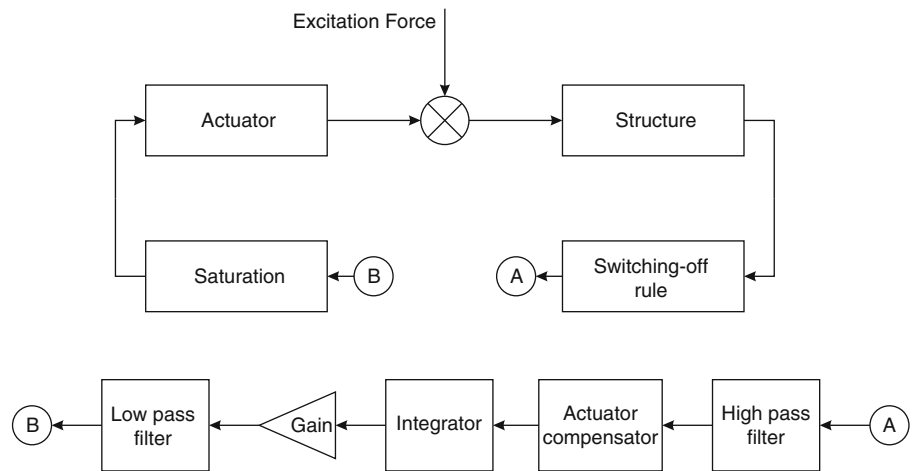 Excitation Force
Actuator
Structure
Saturation
B
A
Switching-off
rule
B
Low pass
filter
Gain
Integrator
Actuator
compensator
High pass
filter
A